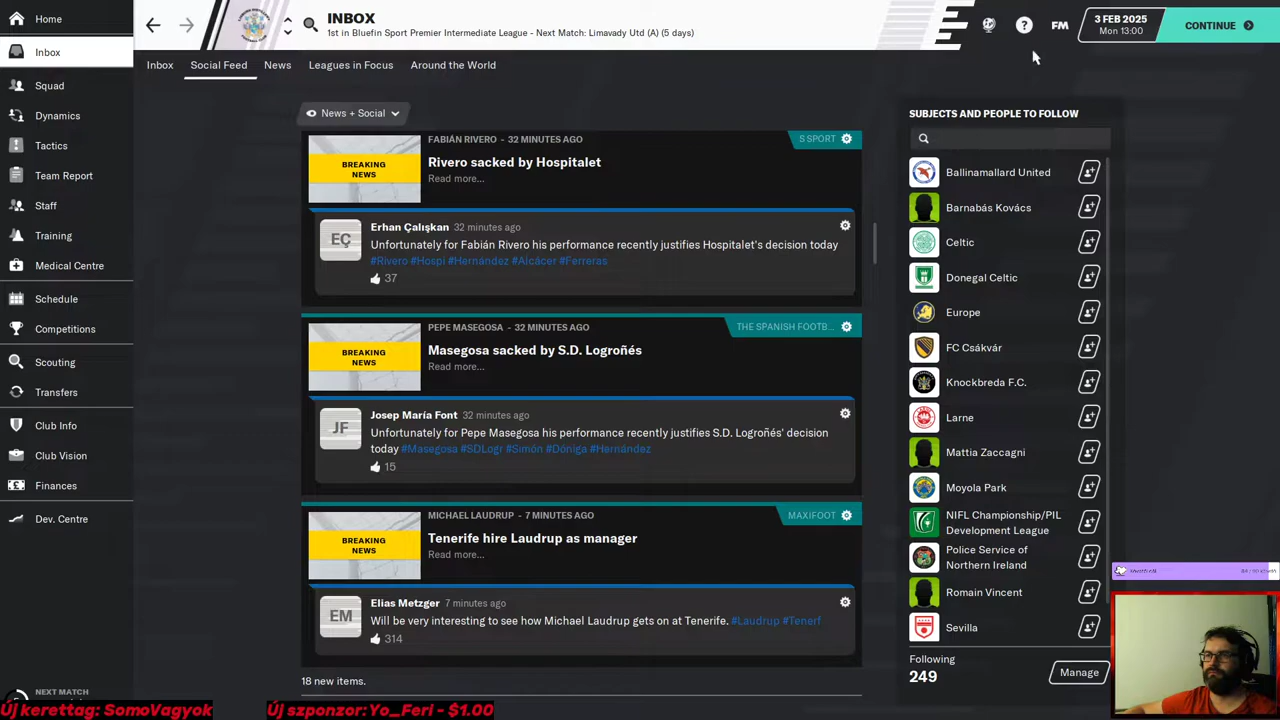 Home
INBOX
1st in Bluefin Sport Premier Intermediate League - Next Match: Limavady Utd (A) (5 days)
FM
3 FEB 2025
Mon 13:00
CONTINUE
Inbox
Squad
Dynamics
Tactics
Team Report
Staff
Training
Medical Centre
Schedule
Competitions
Scouting
Transfers
Club Info
Club Vision
Finances
Dev. Centre
NEXT MATCH
Inbox
Social Feed
News
Leagues in Focus
Around the World
News + Social
FABIÁN RIVERO - 32 MINUTES AGO
S SPORT
BREAKING
NEWS
Rivero sacked by Hospitalet
Read more...
EÇ
Erhan Çalışkan 32 minutes ago
Unfortunately for Fabián Rivero his performance recently justifies Hospitalet's decision today
#Rivero #Hospi #Hernández #Alcácer #Ferreras
37
PEPE MASEGOSA - 32 MINUTES AGO
THE SPANISH FOOTB...
BREAKING
NEWS
Masegosa sacked by S.D. Logroñés
Read more...
JF
Josep María Font 32 minutes ago
Unfortunately for Pepe Masegosa his performance recently justifies S.D. Logroñés' decision
today #Masegosa #SDLogr #Simón #Dóniga #Hernández
15
MICHAEL LAUDRUP - 7 MINUTES AGO
MAXIFOOT
BREAKING
NEWS
Tenerife hire Laudrup as manager
Read more...
EM
Elias Metzger 7 minutes ago
Will be very interesting to see how Michael Laudrup gets on at Tenerife. #Laudrup #Tenerf
314
18 new items.
SUBJECTS AND PEOPLE TO FOLLOW
Ballinamallard United
Barnabás Kovács
Celtic
Donegal Celtic
Europe
FC Csákvár
Knockbreda F.C.
Larne
Mattia Zaccagni
Moyola Park
NIFL Championship/PIL
Development League
Police Service of
Northern Ireland
Romain Vincent
Sevilla
Following
249
Manage
Új kerettag: SomoVagyok
Új szponzor: Yo_Feri - $1.00